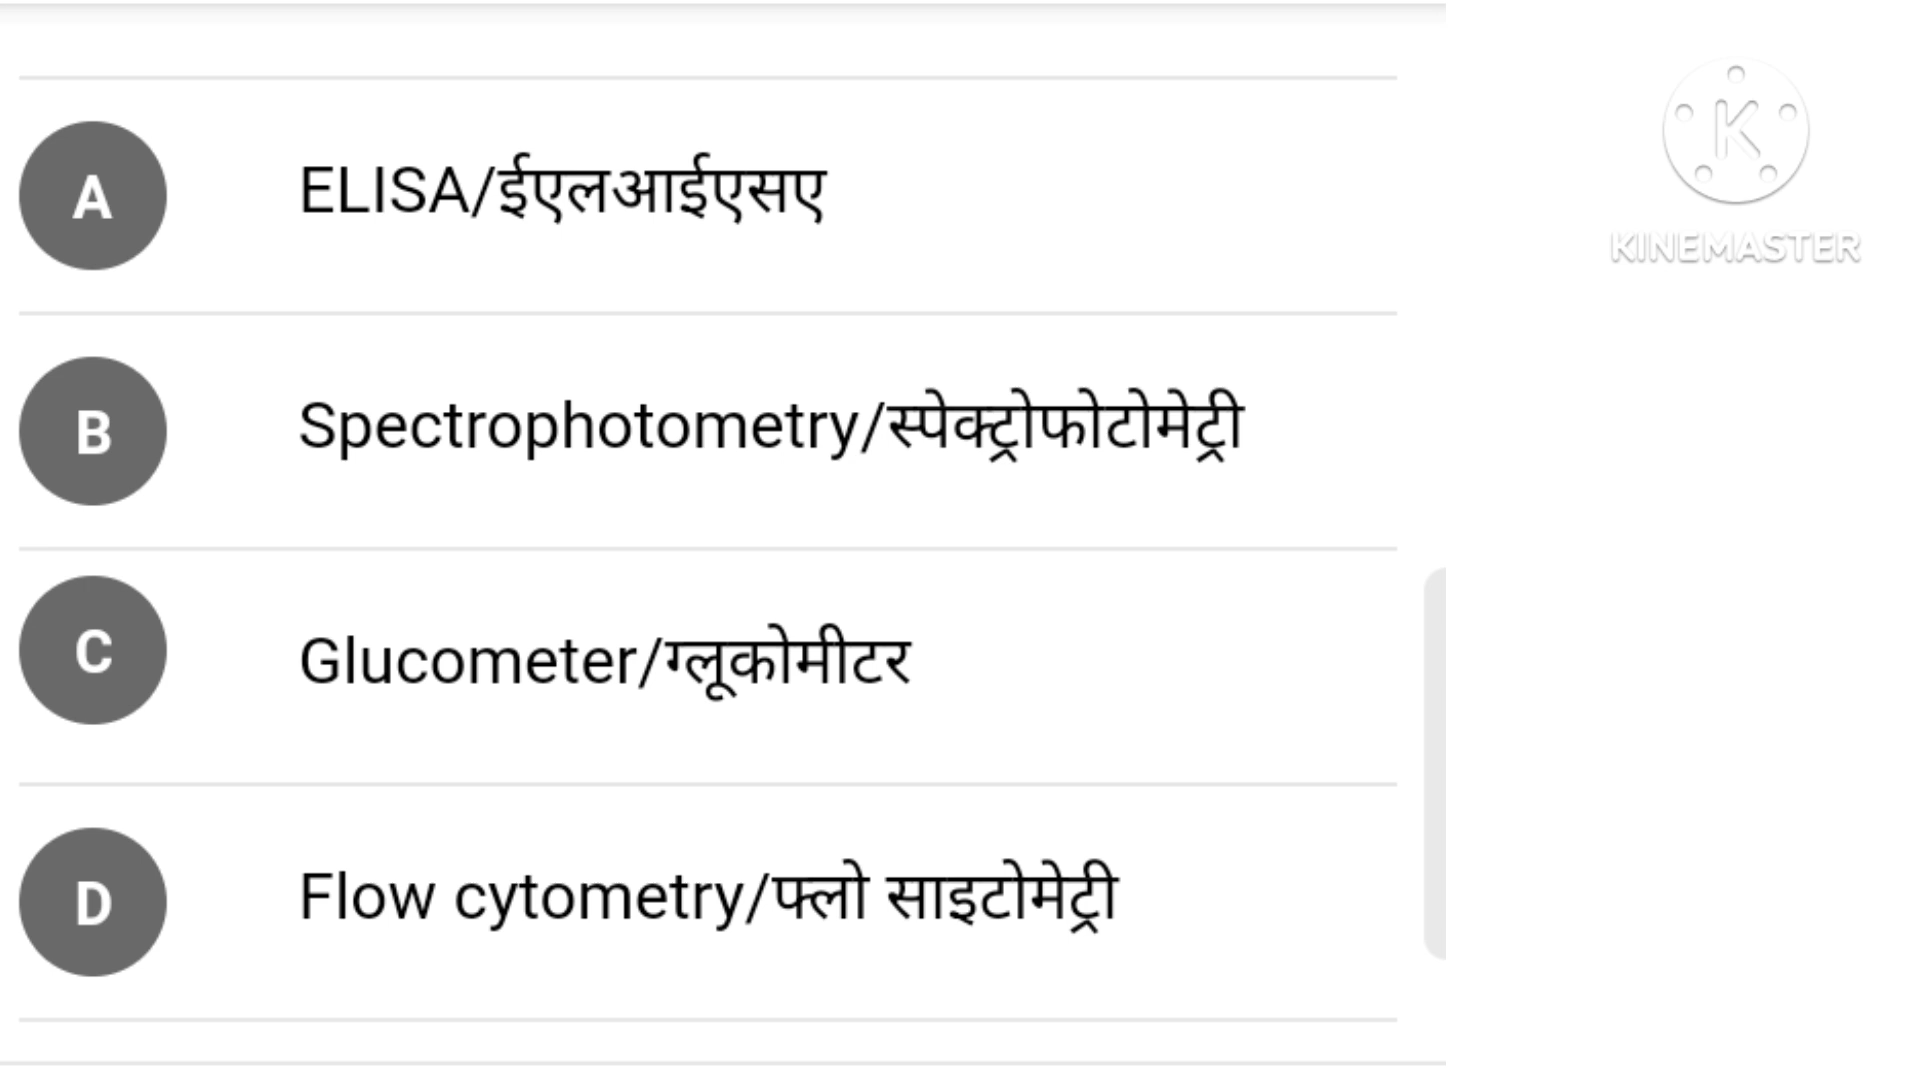 A ELISA/ईएलआईएसए
K
KINEMASTER
B Spectrophotometry/स्पेक्ट्रोफोटोमेट्री
C Glucometer/ग्लूकोमीटर
D Flow cytometry/फ्लो साइटोमेट्री